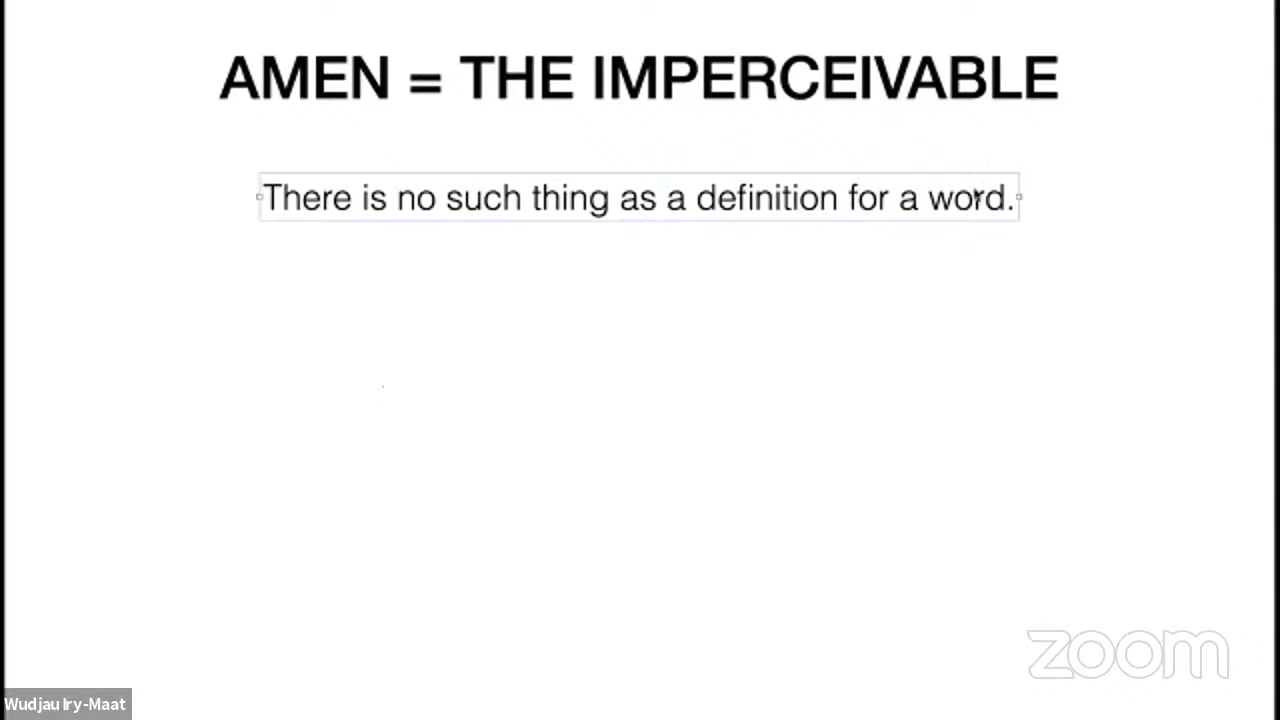 AMEN = THE IMPERCEIVABLE
There is no such thing as a definition for a word.
zoom
Wudjau Iry-Maat